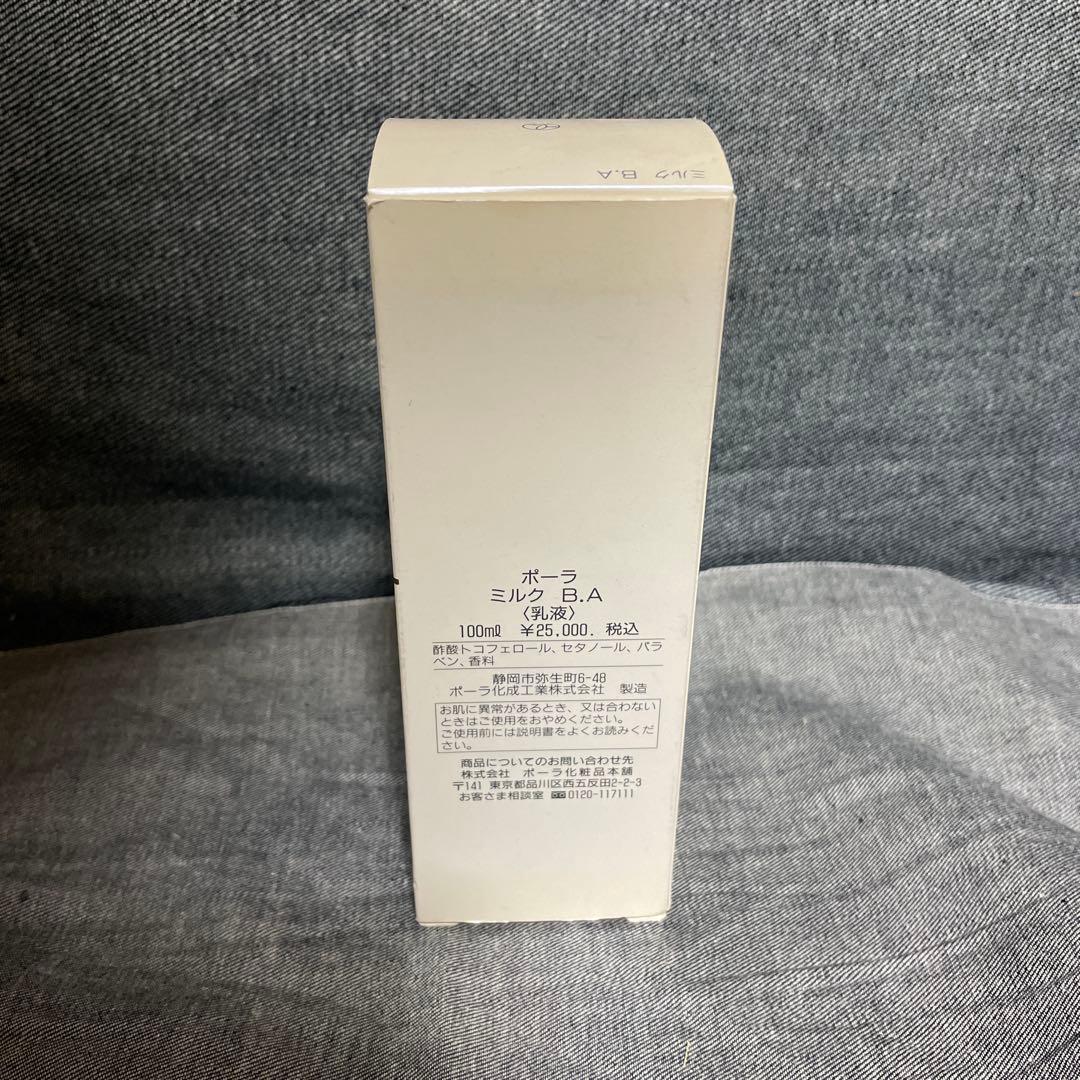 ミルク B.A
ポーラ
ミルク B.A
〈乳液〉
100ml ¥25,000. 税込
酢酸トコフェロール、セタノール、パラ
ベン、香料
静岡市弥生町6-48
ポーラ化成工業株式会社 製造
お肌に異常があるとき、又は合わない
ときはご使用をおやめください。
ご使用前には説明書をよくお読みくだ
さい。
商品についてのお問い合わせ先
株式会社 ポーラ化粧品本舗
〒141 東京都品川区西五反田2-2-3
お客さま相談室 0120-117111